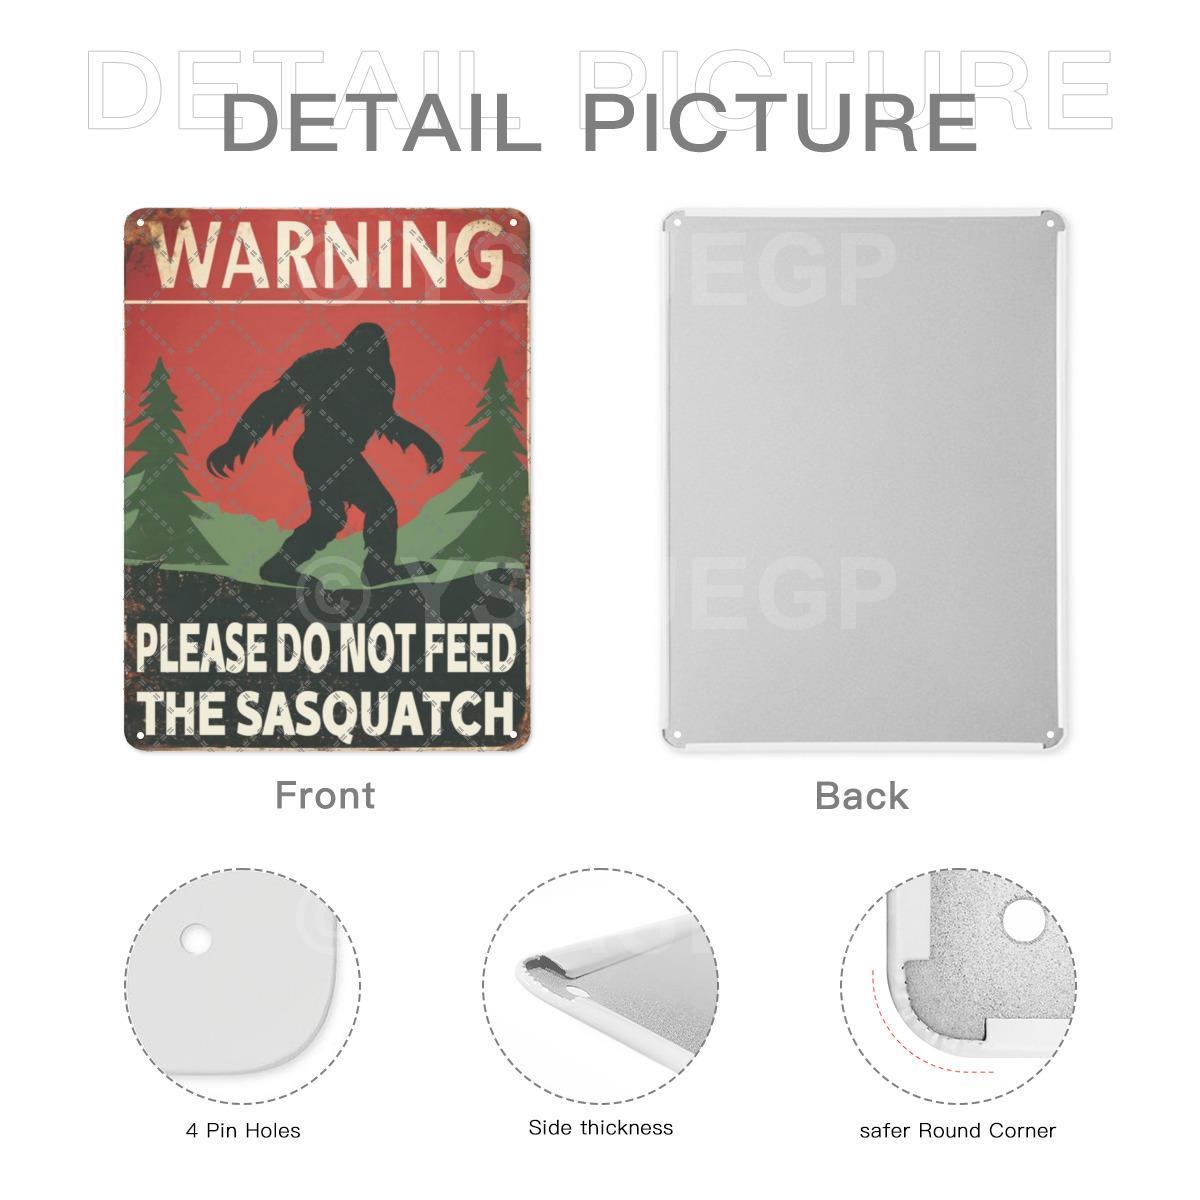 DETAIL PICTURE
DETAIL PICTURE
WARNING
PLEASE DO NOT FEED
THE SASQUATCH
Front
Back
4 Pin Holes
Side thickness
safer Round Corner